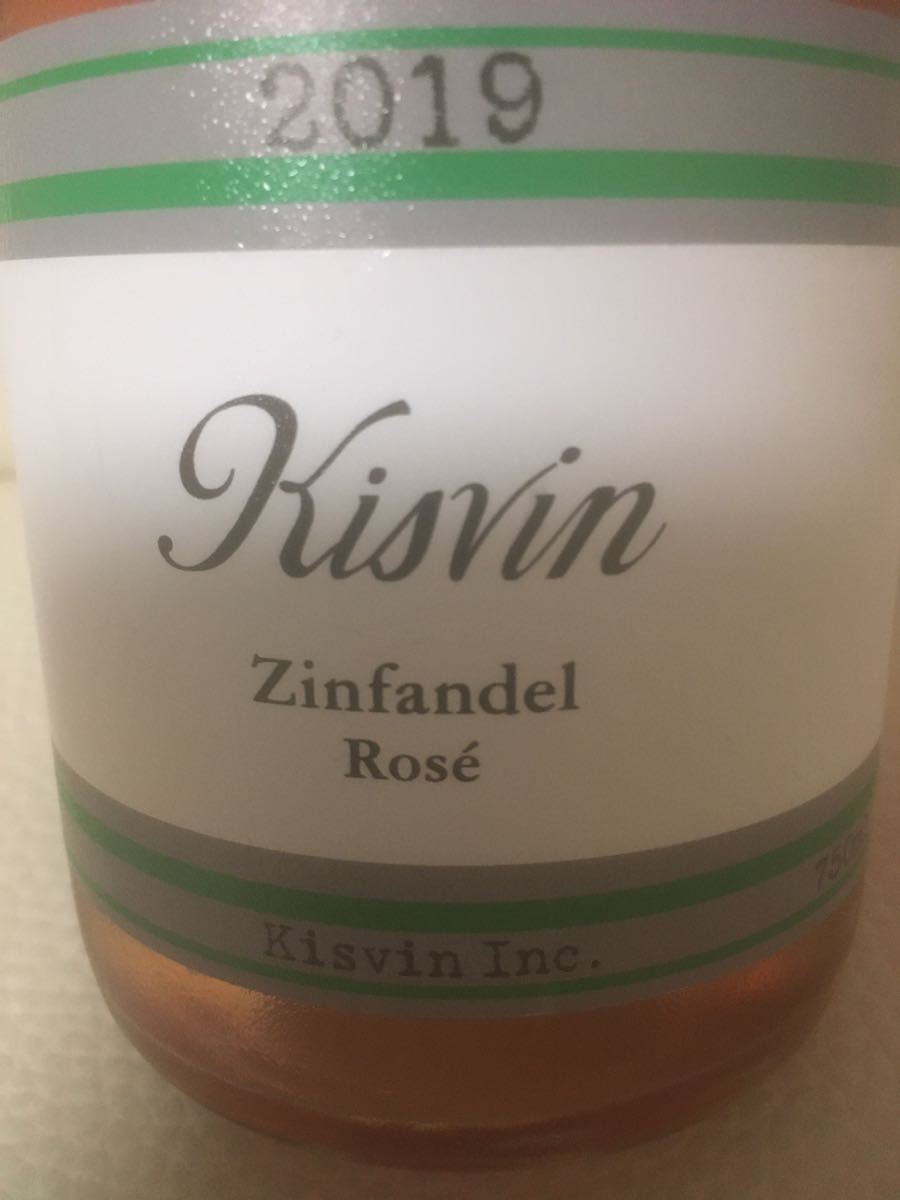 2019
Kisvin
Zinfandel
Rosé
Kisvin Inc.